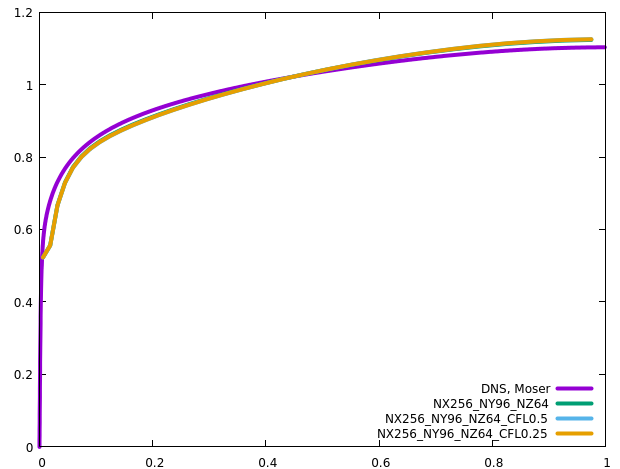 1.2
1
0.8
0.6
0.4
0.2
0
0 0.2 0.4 0.6 0.8 1
DNS, Moser
NX256_NY96_NZ64
NX256_NY96_NZ64_CFL0.5
NX256_NY96_NZ64_CFL0.25